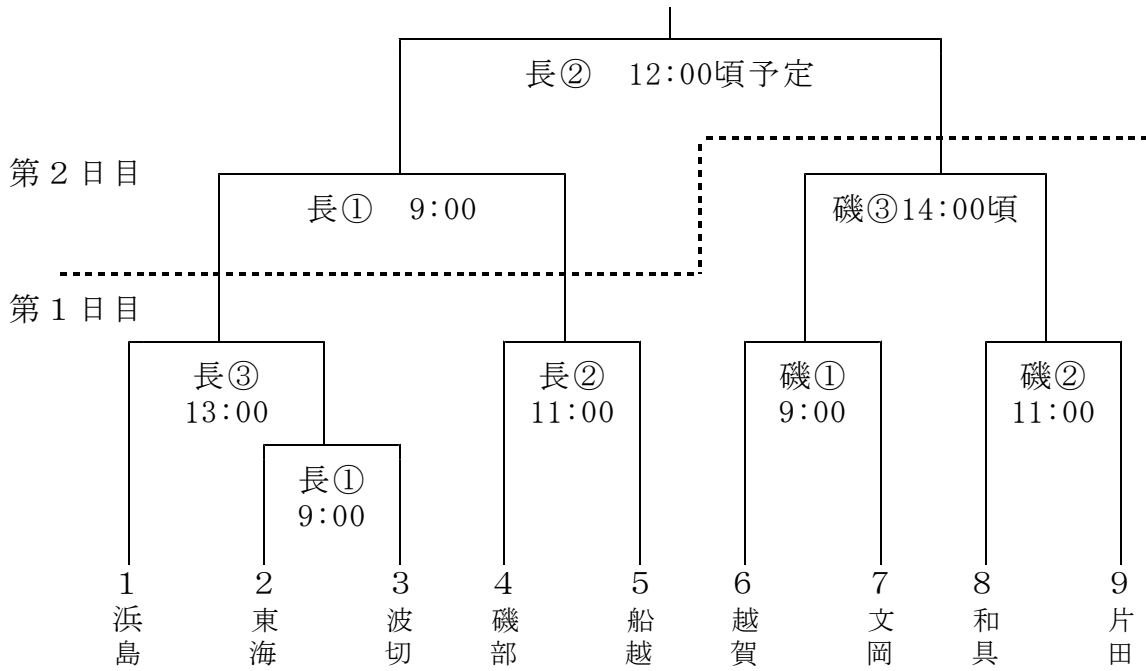 長②　12:00頃予定
第2日目
長①　9:00
磯③14:00頃
第1日目
長③
13:00
長②
11:00
磯①
9:00
磯②
11:00
長①
9:00
1 2 3 4 5 6 7 8 9
浜島
東海
波切
磯部
船越
越賀
文岡
和具
片田